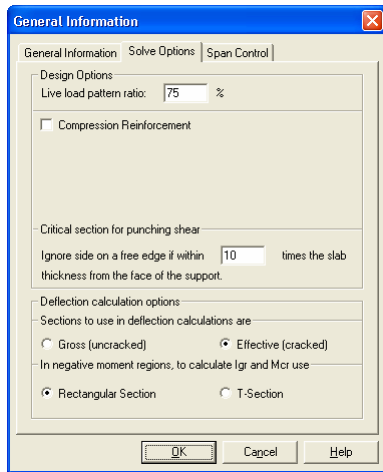 General Information
General Information Solve Options Span Control
Design Options
Live load pattern ratio: 75 %
Compression Reinforcement
Critical section for punching shear
Ignore side on a free edge if within 10 times the slab
thickness from the face of the support.
Deflection calculation options
Sections to use in deflection calculations are
Gross (uncracked) Effective (cracked)
In negative moment regions, to calculate Igr and Mcr use
Rectangular Section T-Section
OK Cancel Help